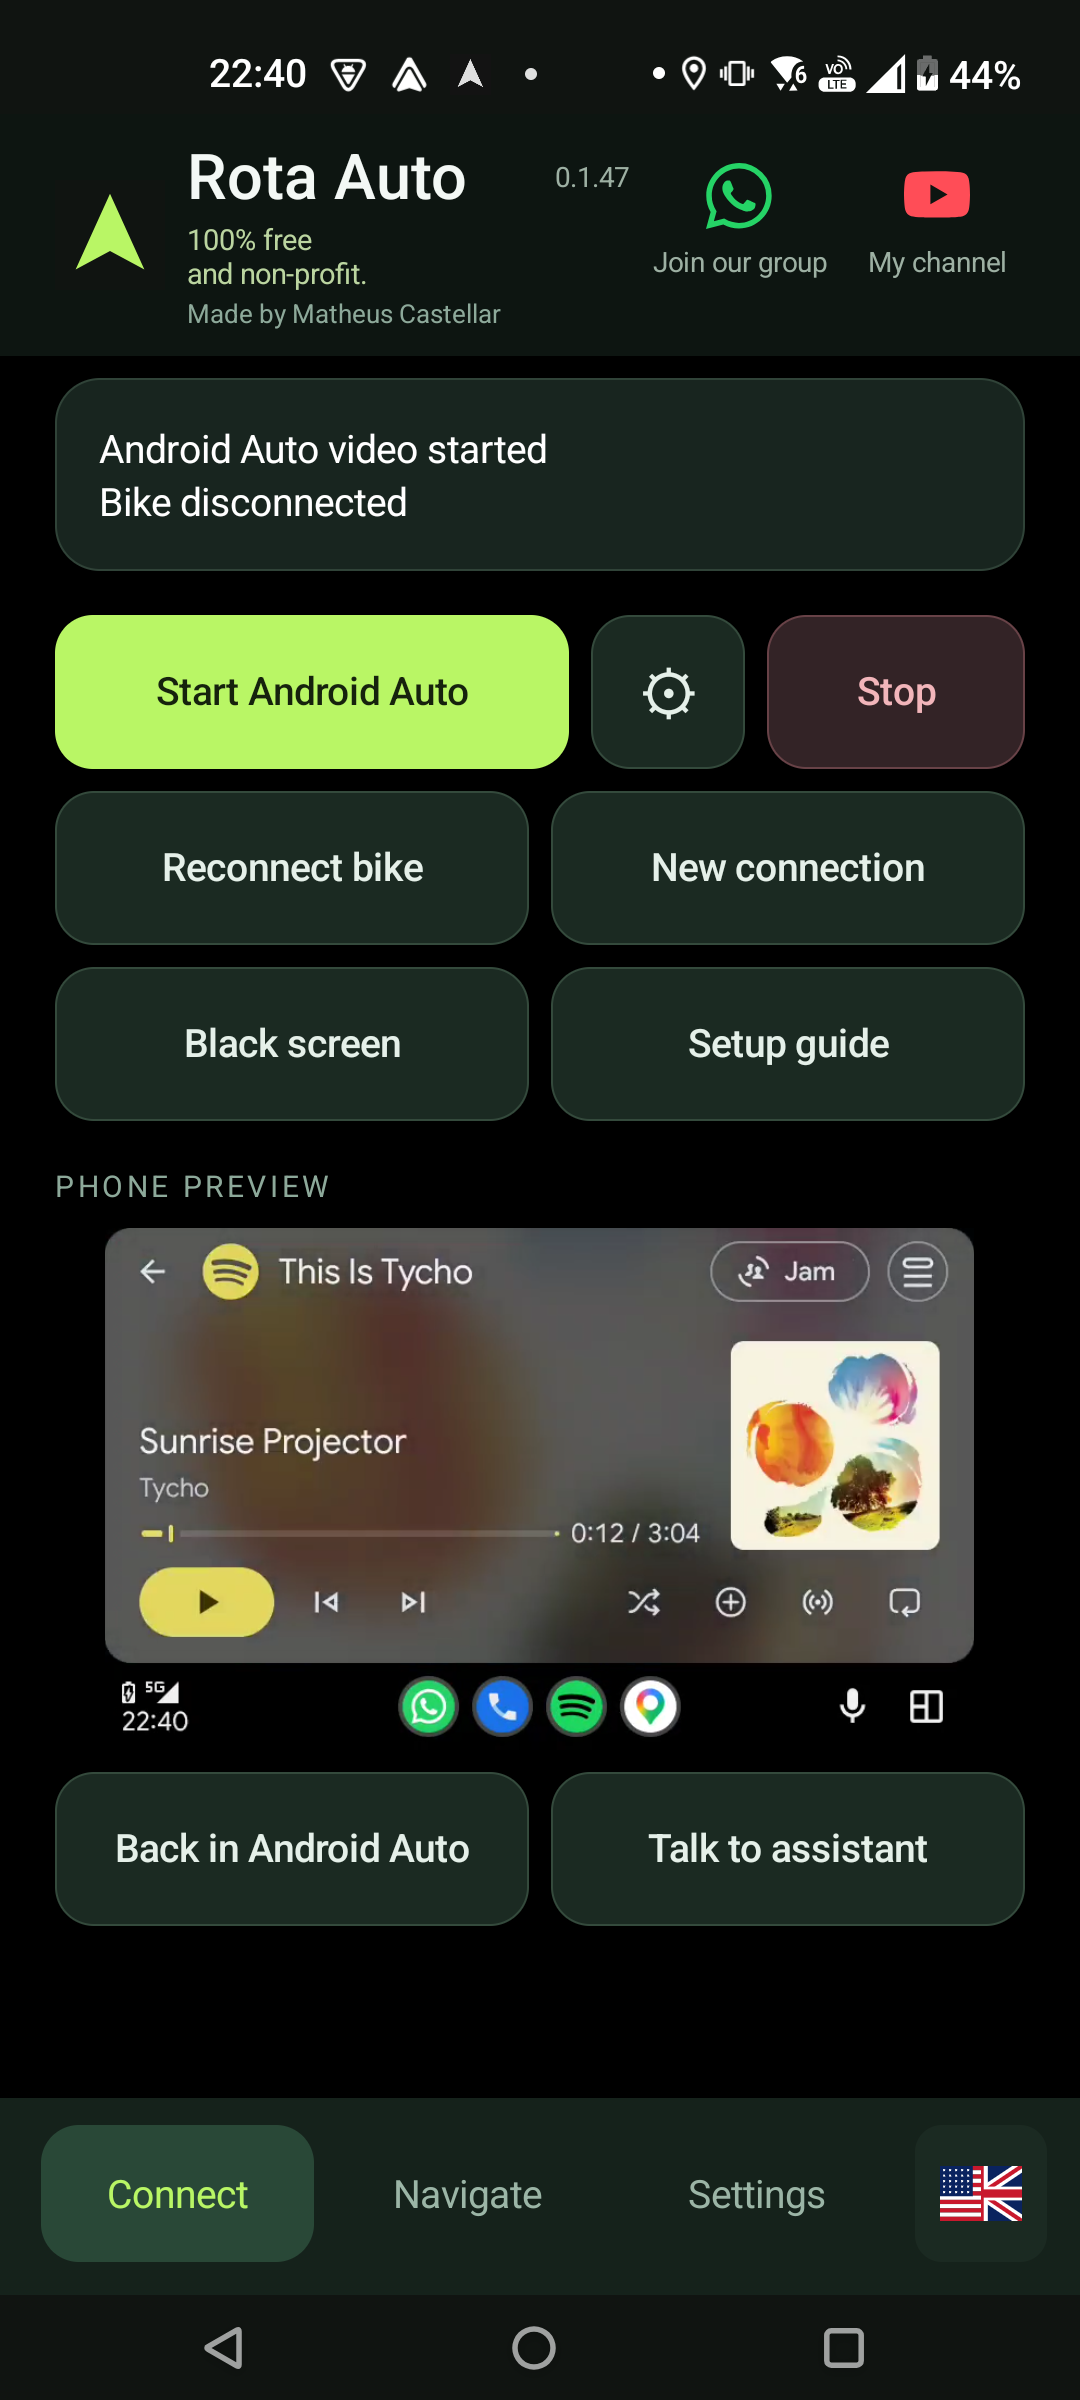 22:40
6
VO
LTE
44%
Rota Auto
0.1.47
100% free
and non-profit.
Made by Matheus Castellar
Join our group
My channel
Android Auto video started
Bike disconnected
Start Android Auto
Stop
Reconnect bike
New connection
Black screen
Setup guide
PHONE PREVIEW
This Is Tycho
Jam
Sunrise Projector
Tycho
0:12 / 3:04
5G
22:40
Back in Android Auto
Talk to assistant
Connect
Navigate
Settings